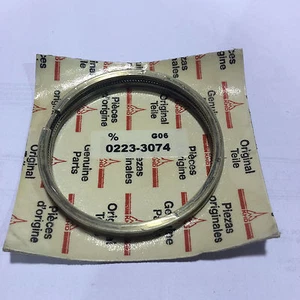 Original
Teile
Genuine
Parts
Pièces
d'origine
Piezas
Originales
% G06
0223-3074
Original
Teile
Genuine
Parts
Pièces
d'origine
Piezas
Originales